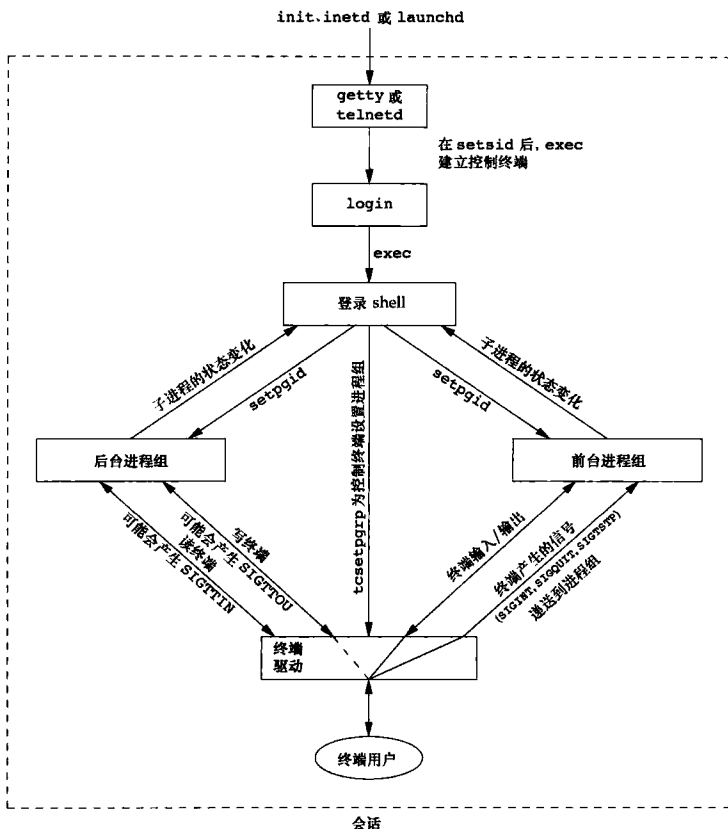 init、inetd 或 launchd
getty 或
telnetd
在 setsid 后, exec
建立控制终端
login
exec
登录 shell
子进程的状态变化
setpgid
tcsetpgrp 为控制终端设置进程组
setpgid
子进程的状态变化
后台进程组
前台进程组
读终端
可能会产生 SIGTTIN
写终端
可能会产生 SIGTTOU
终端输入/输出
终端产生的信号
(SIGINT, SIGQUIT, SIGTSTP)
递送到进程组
终端
驱动
终端用户
会话